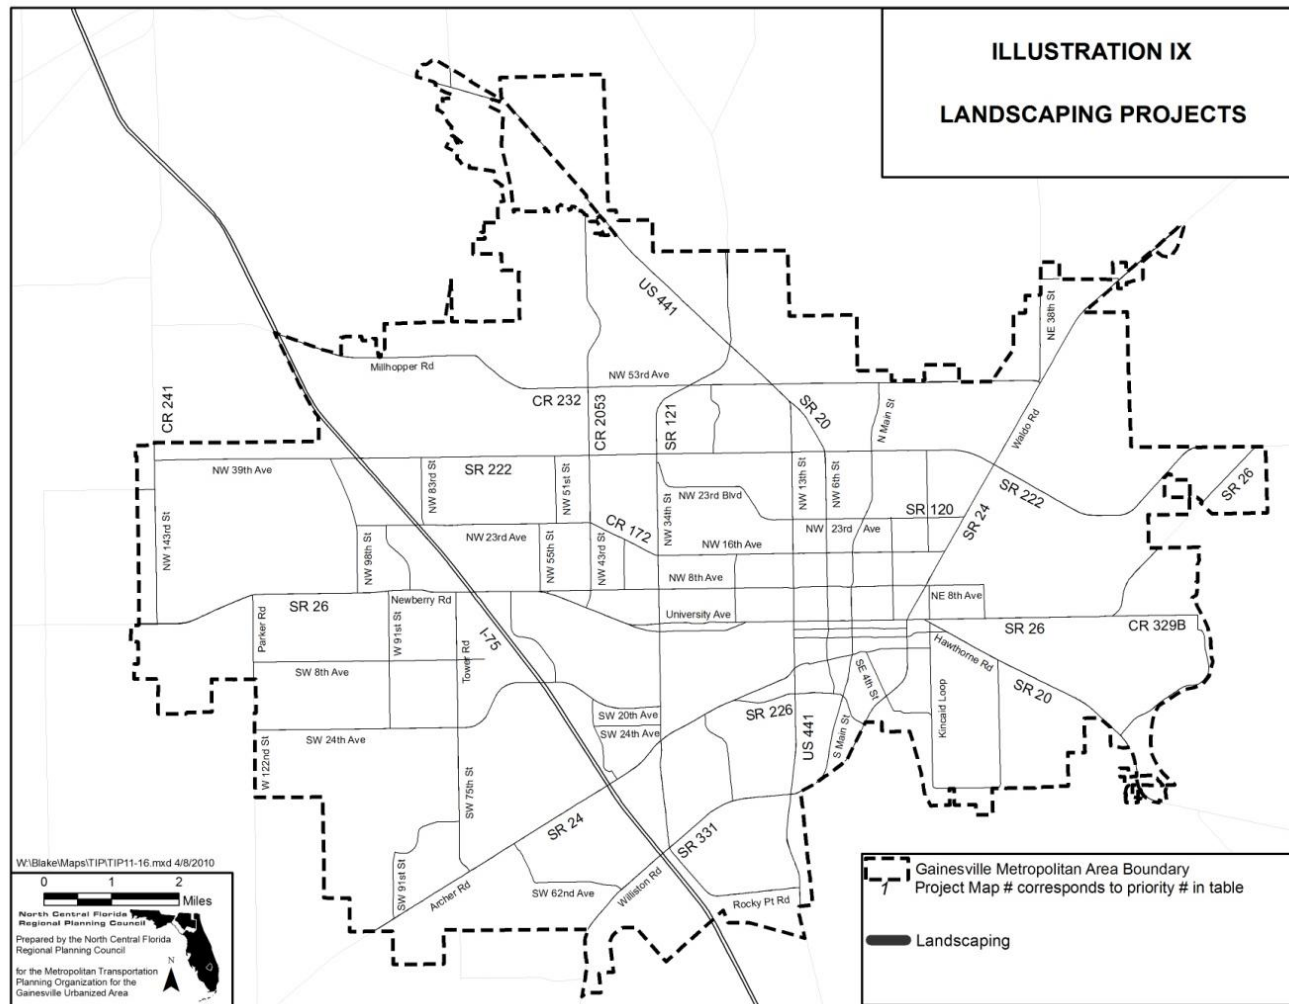 ILLUSTRATION IX
LANDSCAPING PROJECTS
US 441
NE 38th St
Millhopper Rd
NW 53rd Ave
CR 232
CR 241
CR 2053
SR 121
SR 20
N Main St
Waldo Rd
NW 39th Ave
SR 222
NW 83rd St
NW 51st St
NW 34th St
NW 23rd Blvd
NW 13th St
NW 6th St
SR 120
SR 24
SR 222
SR 26
NW 143rd St
NW 98th St
NW 23rd Ave
NW 55th St
NW 43rd St
CR 172
NW 16th Ave
NW 23rd Ave
NW 8th Ave
NE 8th Ave
SR 26
Newberry Rd
University Ave
SR 26
CR 329B
Parker Rd
W 91st St
Tower Rd
I-75
Hawthorne Rd
SR 20
SW 8th Ave
SE 4th St
Kincaid Loop
SW 20th Ave
SR 226
SW 24th Ave
SW 24th Ave
US 441
S Main St
W 122nd St
SW 75th St
SR 24
SR 331
SW 91st St
Archer Rd
SW 62nd Ave
Williston Rd
Rocky Pt Rd
W:\Blake\Maps\TIP\TIP11-16.mxd 4/8/2010
0 1 2
Miles
North Central Florida
Regional Planning Council
Prepared by the North Central Florida
Regional Planning Council
N
for the Metropolitan Transportation
Planning Organization for the
Gainesville Urbanized Area
Gainesville Metropolitan Area Boundary
1 Project Map # corresponds to priority # in table
Landscaping